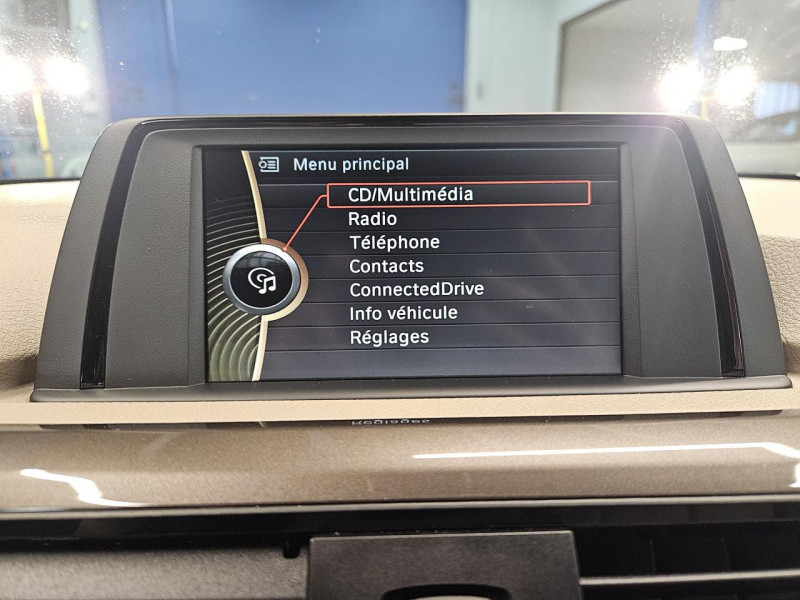 Menu principal
CD/Multimédia
Radio
Téléphone
Contacts
ConnectedDrive
Info véhicule
Réglages